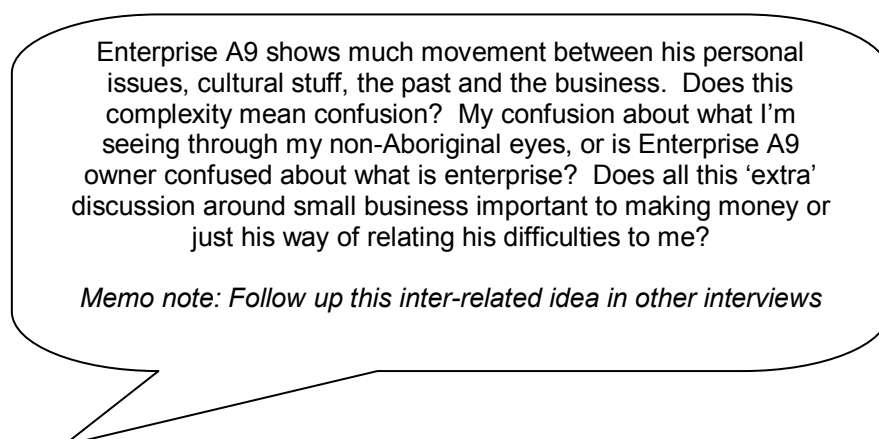 Enterprise A9 shows much movement between his personal
issues, cultural stuff, the past and the business.  Does this
complexity mean confusion?  My confusion about what I'm
seeing through my non-Aboriginal eyes, or is Enterprise A9
owner confused about what is enterprise?  Does all this ‘extra’
discussion around small business important to making money or
just his way of relating his difficulties to me?
Memo note: Follow up this inter-related idea in other interviews